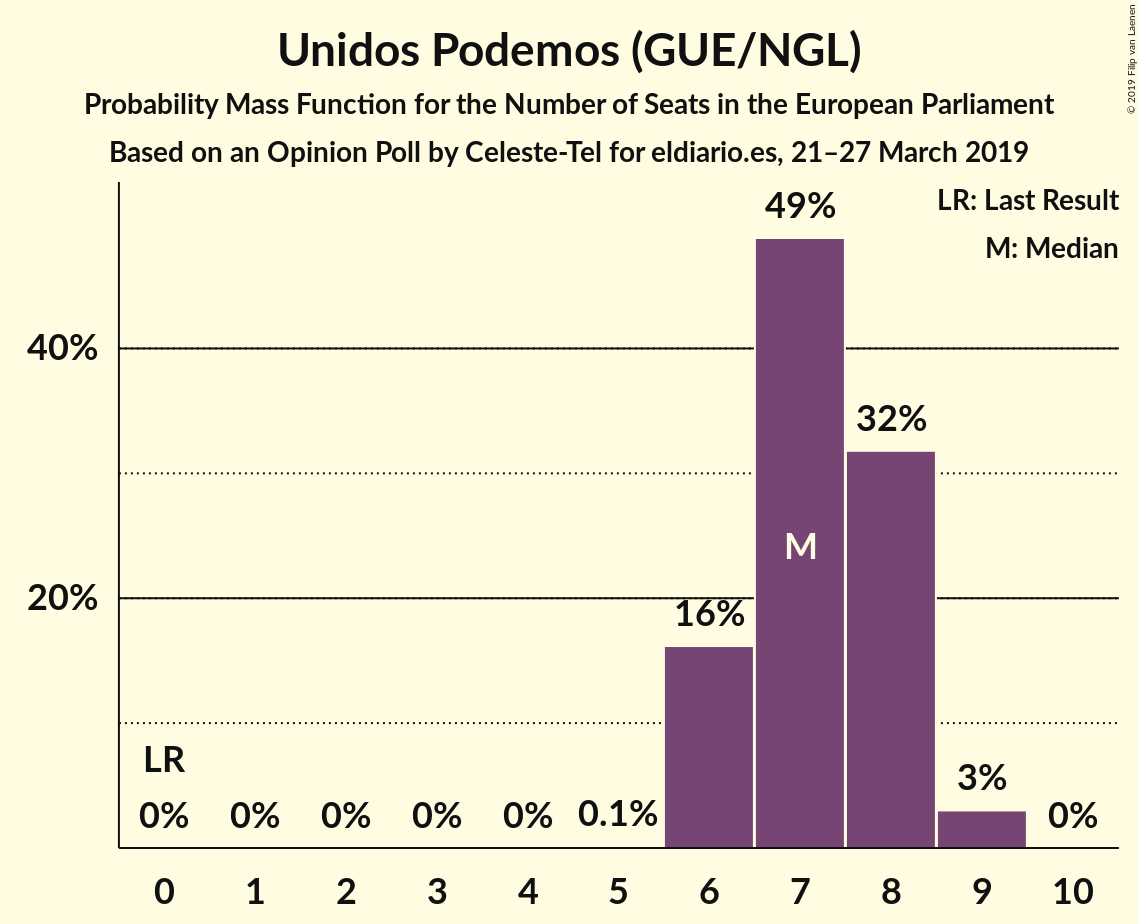 Unidos Podemos (GUE/NGL)
Probability Mass Function for the Number of Seats in the European Parliament
Based on an Opinion Poll by Celeste-Tel for eldiario.es, 21–27 March 2019
© 2019 Filip van Laenen
LR: Last Result
M: Median
49%
40%
32%
M
20%
16%
LR
3%
0% 0% 0% 0% 0% 0.1% 0%
0 1 2 3 4 5 6 7 8 9 10